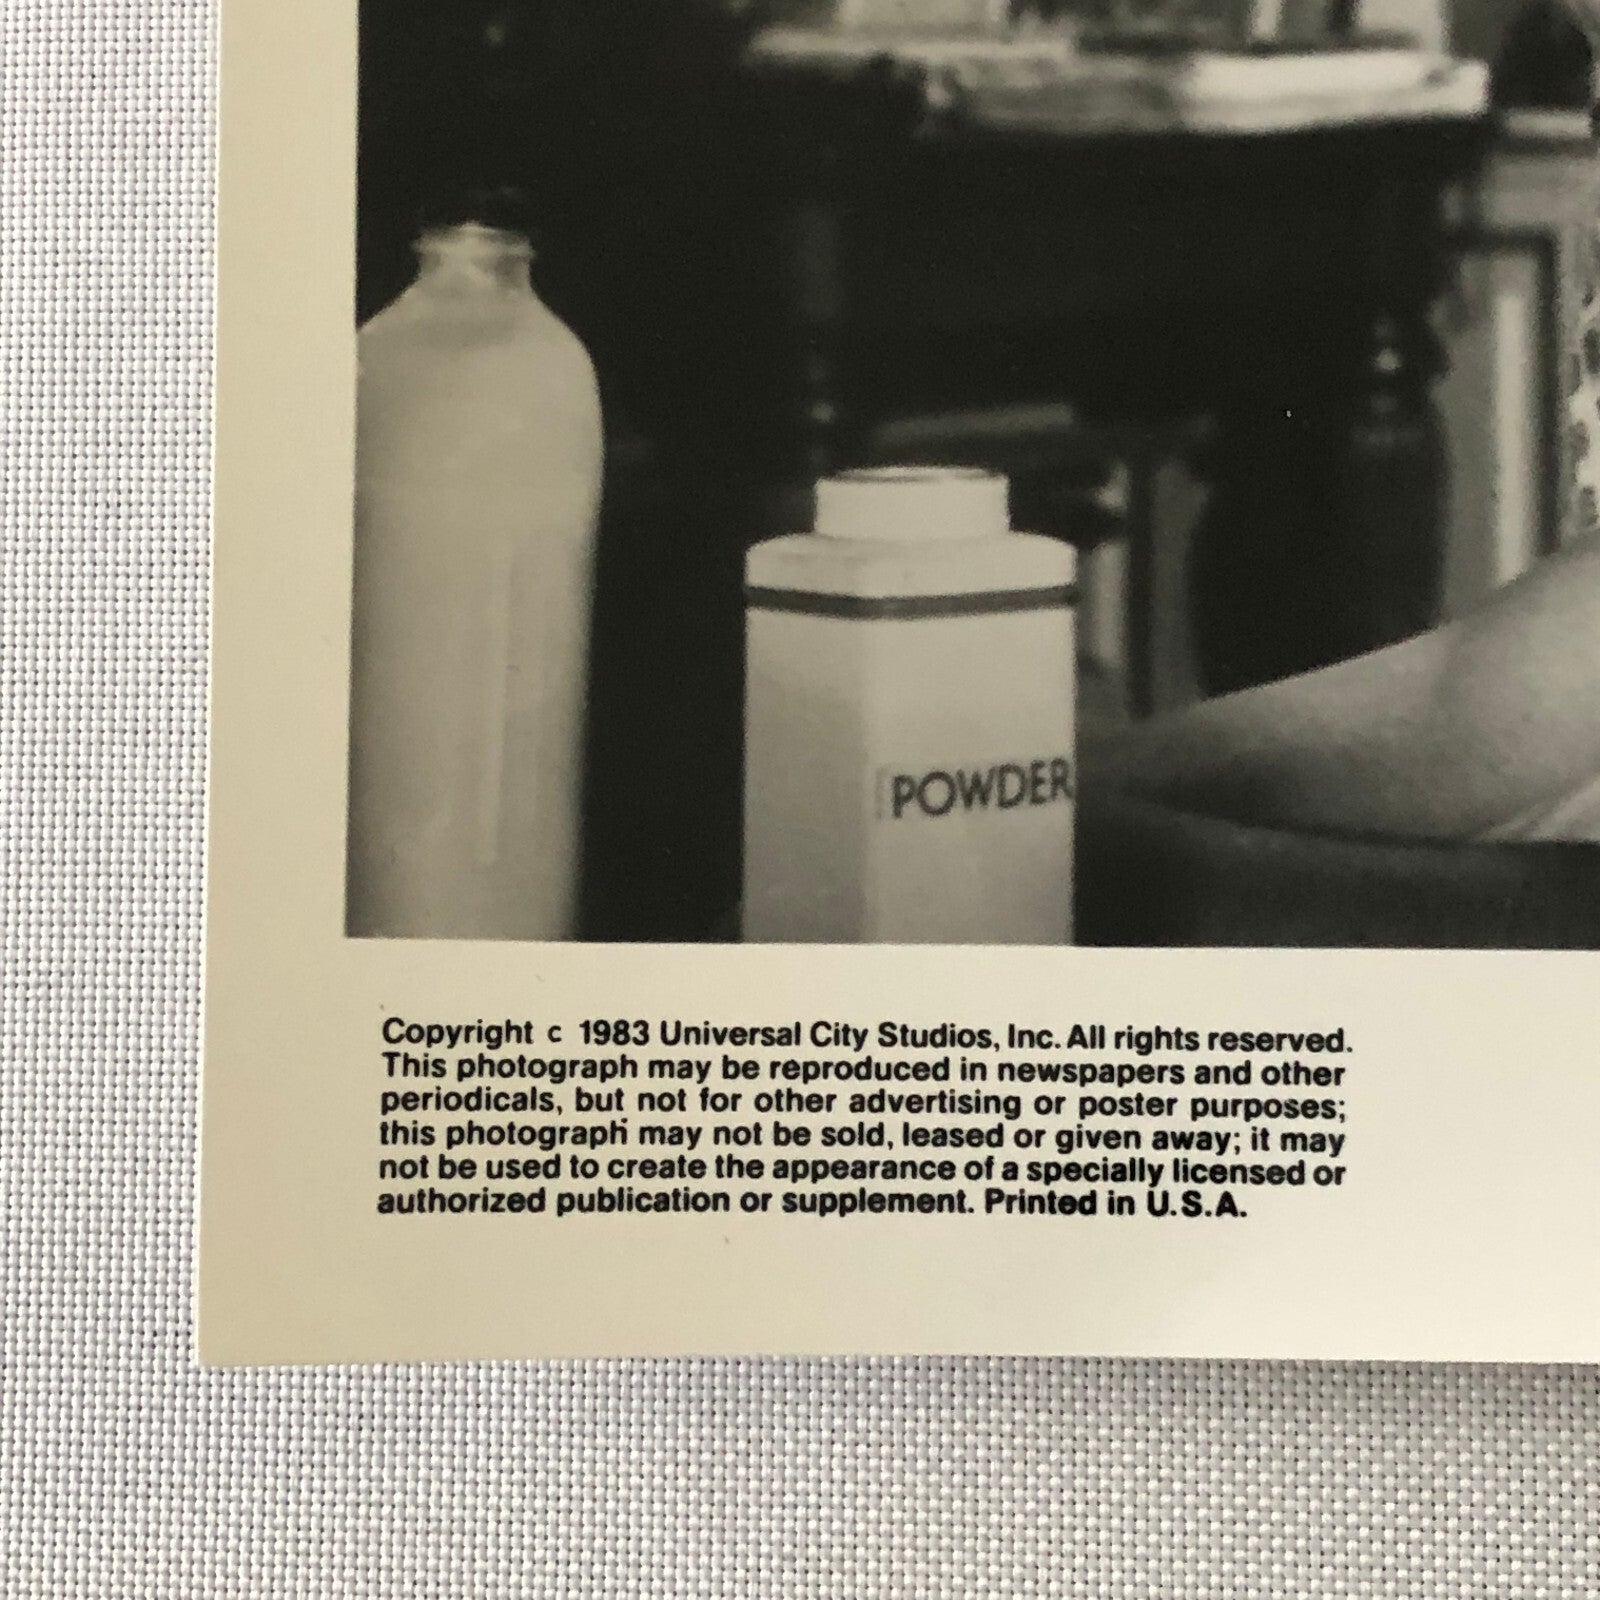 POWDER
Copyright c 1983 Universal City Studios, Inc. All rights reserved.
This photograph may be reproduced in newspapers and other
periodicals, but not for other advertising or poster purposes;
this photograph may not be sold, leased or given away; it may
not be used to create the appearance of a specially licensed or
authorized publication or supplement. Printed in U.S.A.